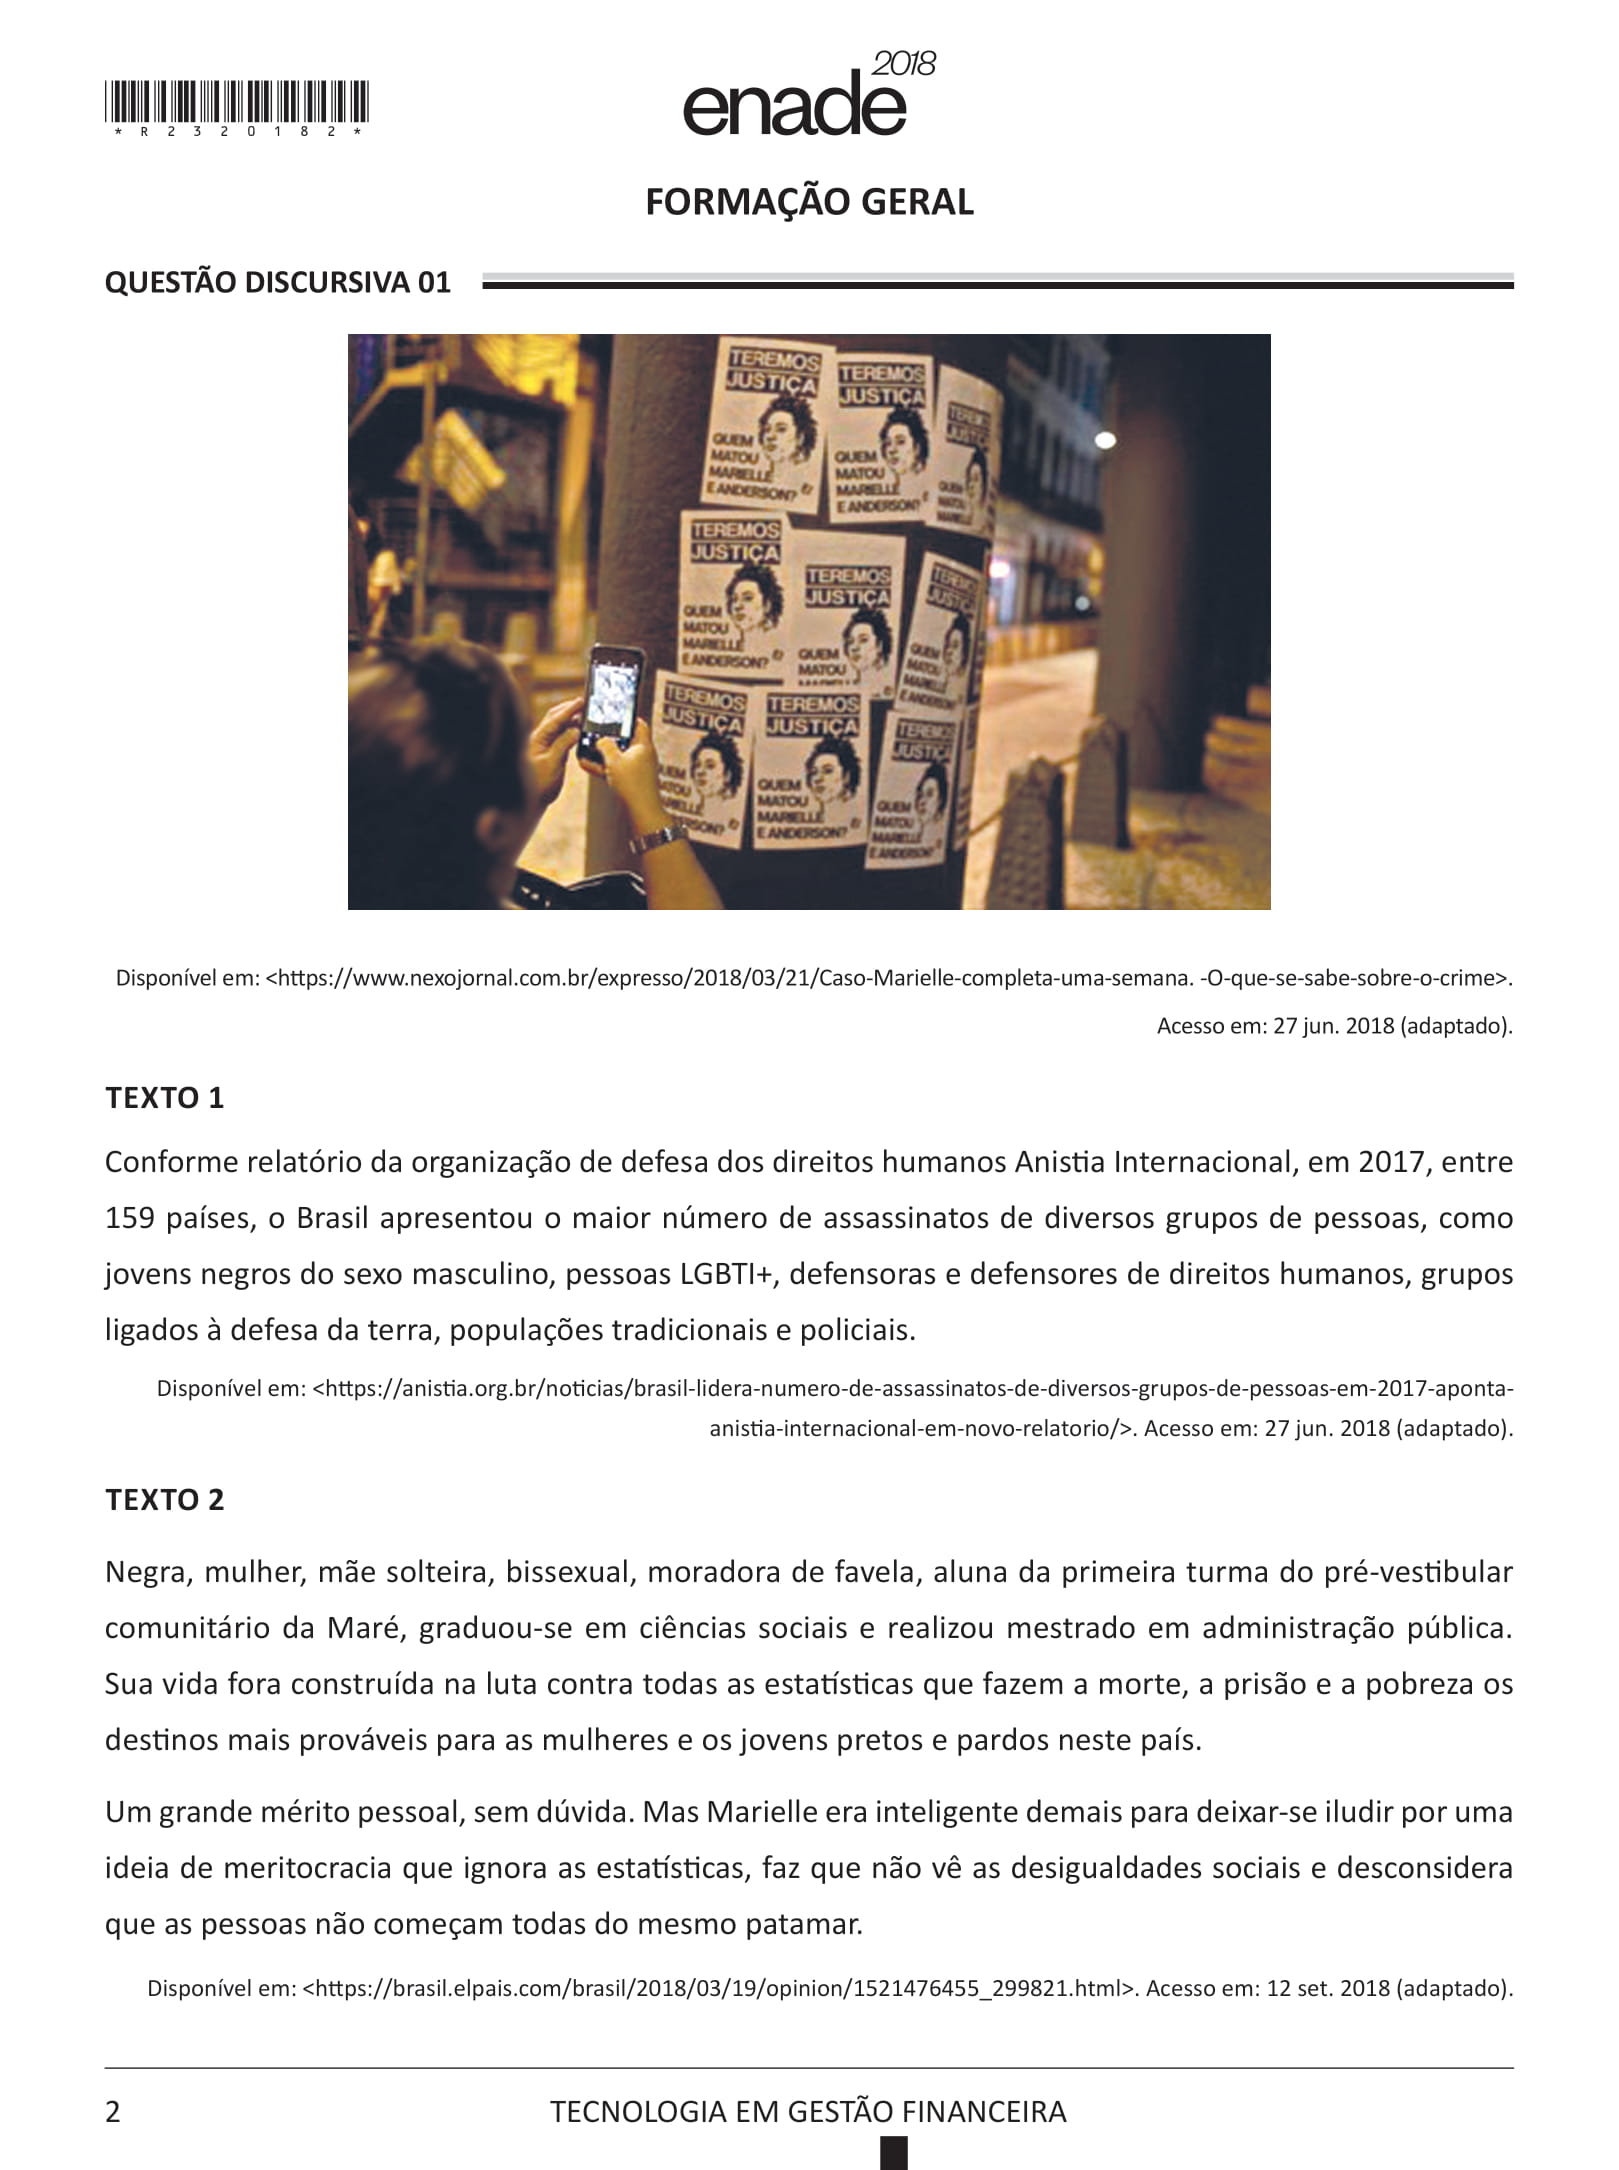 *R2320182*
enade 2018
FORMAÇÃO GERAL
QUESTÃO DISCURSIVA 01
TEREMOS
JUSTIÇA
QUEM
MATOU
MARIELLE
E ANDERSON?
TEREMOS
JUSTIÇA
QUEM
MATOU
MARIELLE
E ANDERSON?
TEREMOS
JUSTIÇA
QUEM
MATOU
MARIELLE
TEREMOS
JUSTIÇA
QUEM
MATOU
MARIELLE
E ANDERSON?
TEREMOS
JUSTIÇA
QUEM
MATOU
TEREMOS
JUSTIÇA
QUEM
MATOU
MARIELLE
E ANDERSON
TEREMOS
JUSTIÇA
TEREMOS
JUSTIÇA
QUEM
MATOU
MARIELLE
E ANDERSON?
TEREMOS
JUSTIÇA
QUEM
MATOU
MARIELLE
E ANDERSON?
Disponível em: <https://www.nexojornal.com.br/expresso/2018/03/21/Caso-Marielle-completa-uma-semana. -O-que-se-sabe-sobre-o-crime>.
Acesso em: 27 jun. 2018 (adaptado).
TEXTO 1
Conforme relatório da organização de defesa dos direitos humanos Anistia Internacional, em 2017, entre
159 países, o Brasil apresentou o maior número de assassinatos de diversos grupos de pessoas, como
jovens negros do sexo masculino, pessoas LGBTI+, defensoras e defensores de direitos humanos, grupos
ligados à defesa da terra, populações tradicionais e policiais.
Disponível em: <https://anistia.org.br/noticias/brasil-lidera-numero-de-assassinatos-de-diversos-grupos-de-pessoas-em-2017-aponta-
anistia-internacional-em-novo-relatorio/>. Acesso em: 27 jun. 2018 (adaptado).
TEXTO 2
Negra, mulher, mãe solteira, bissexual, moradora de favela, aluna da primeira turma do pré-vestibular
comunitário da Maré, graduou-se em ciências sociais e realizou mestrado em administração pública.
Sua vida fora construída na luta contra todas as estatísticas que fazem a morte, a prisão e a pobreza os
destinos mais prováveis para as mulheres e os jovens pretos e pardos neste país.
Um grande mérito pessoal, sem dúvida. Mas Marielle era inteligente demais para deixar-se iludir por uma
ideia de meritocracia que ignora as estatísticas, faz que não vê as desigualdades sociais e desconsidera
que as pessoas não começam todas do mesmo patamar.
Disponível em: <https://brasil.elpais.com/brasil/2018/03/19/opinion/1521476455_299821.html>. Acesso em: 12 set. 2018 (adaptado).
2
TECNOLOGIA EM GESTÃO FINANCEIRA